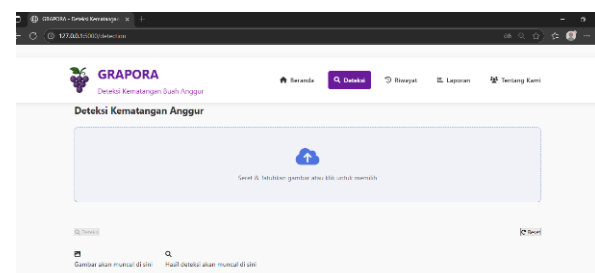 GRAPORA - Deteksi Kematangan
127.0.0.1:5000/detection
GRAPORA
Deteksi Kematangan Buah Anggur
Beranda Deteksi Riwayat Laporan Tentang Kami
Deteksi Kematangan Anggur
Seret & Jatuhkan gambar atau klik untuk memilih
Deteksi Reset
Gambar akan muncul di sini Hasil deteksi akan muncul di sini